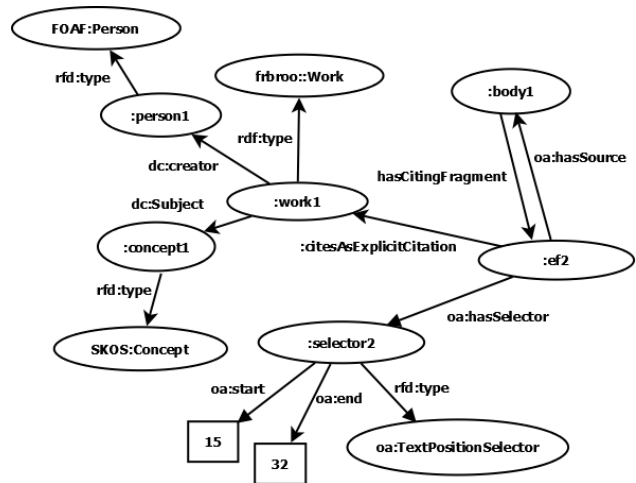 FOAF:Person
rfd:type
frbroo::Work
:body1
:person1
rdf:type
oa:hasSource
dc:creator
hasCitingFragment
dc:Subject
:work1
:concept1
:citesAsExplicitCitation
:ef2
rfd:type
oa:hasSelector
SKOS:Concept
:selector2
oa:start
oa:end
rfd:type
15
32
oa:TextPositionSelector